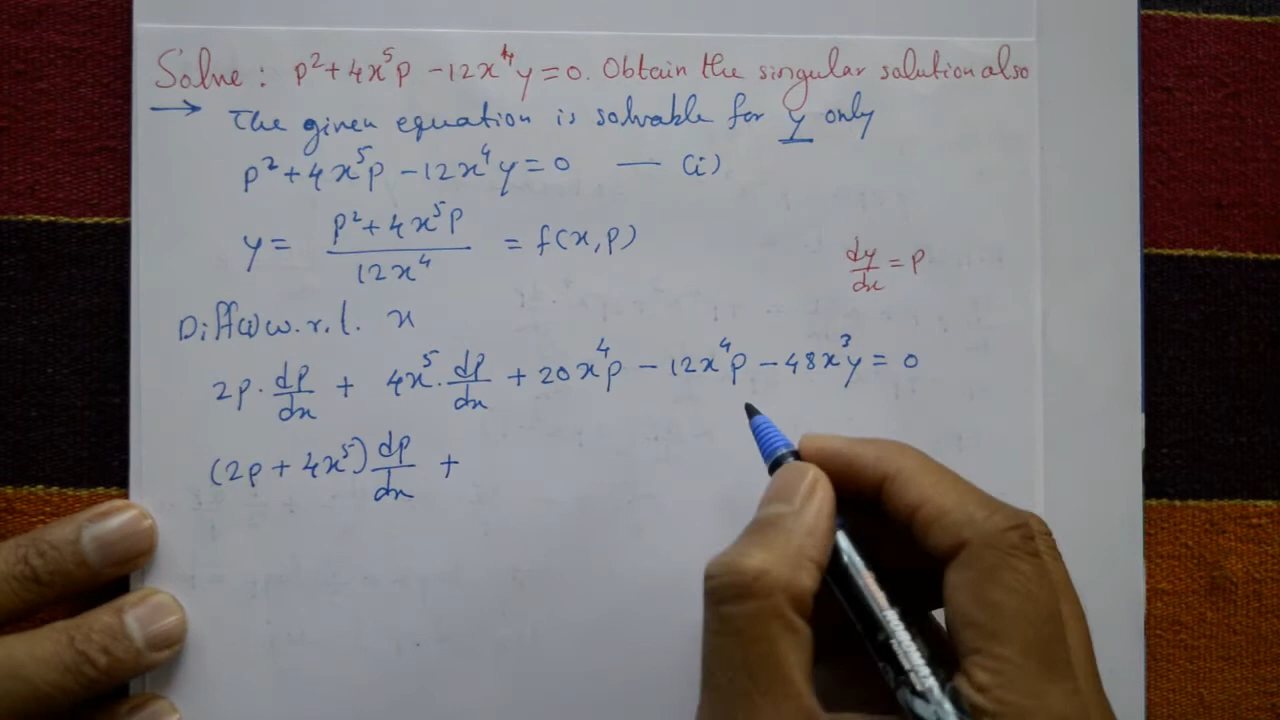 Solve : p² + 4x⁵p - 12x⁴y = 0. Obtain the singular solution also
→ The given equation is solvable for y only
p² + 4x⁵p - 12x⁴y = 0 — (i)
y = (p² + 4x⁵p) / (12x⁴) = f(x, p)
dy/dx = p
Diff w.r.t. x
2p · dp/dx + 4x⁵ · dp/dx + 20x⁴p - 12x⁴p - 48x³y = 0
(2p + 4x⁵) dp/dx +